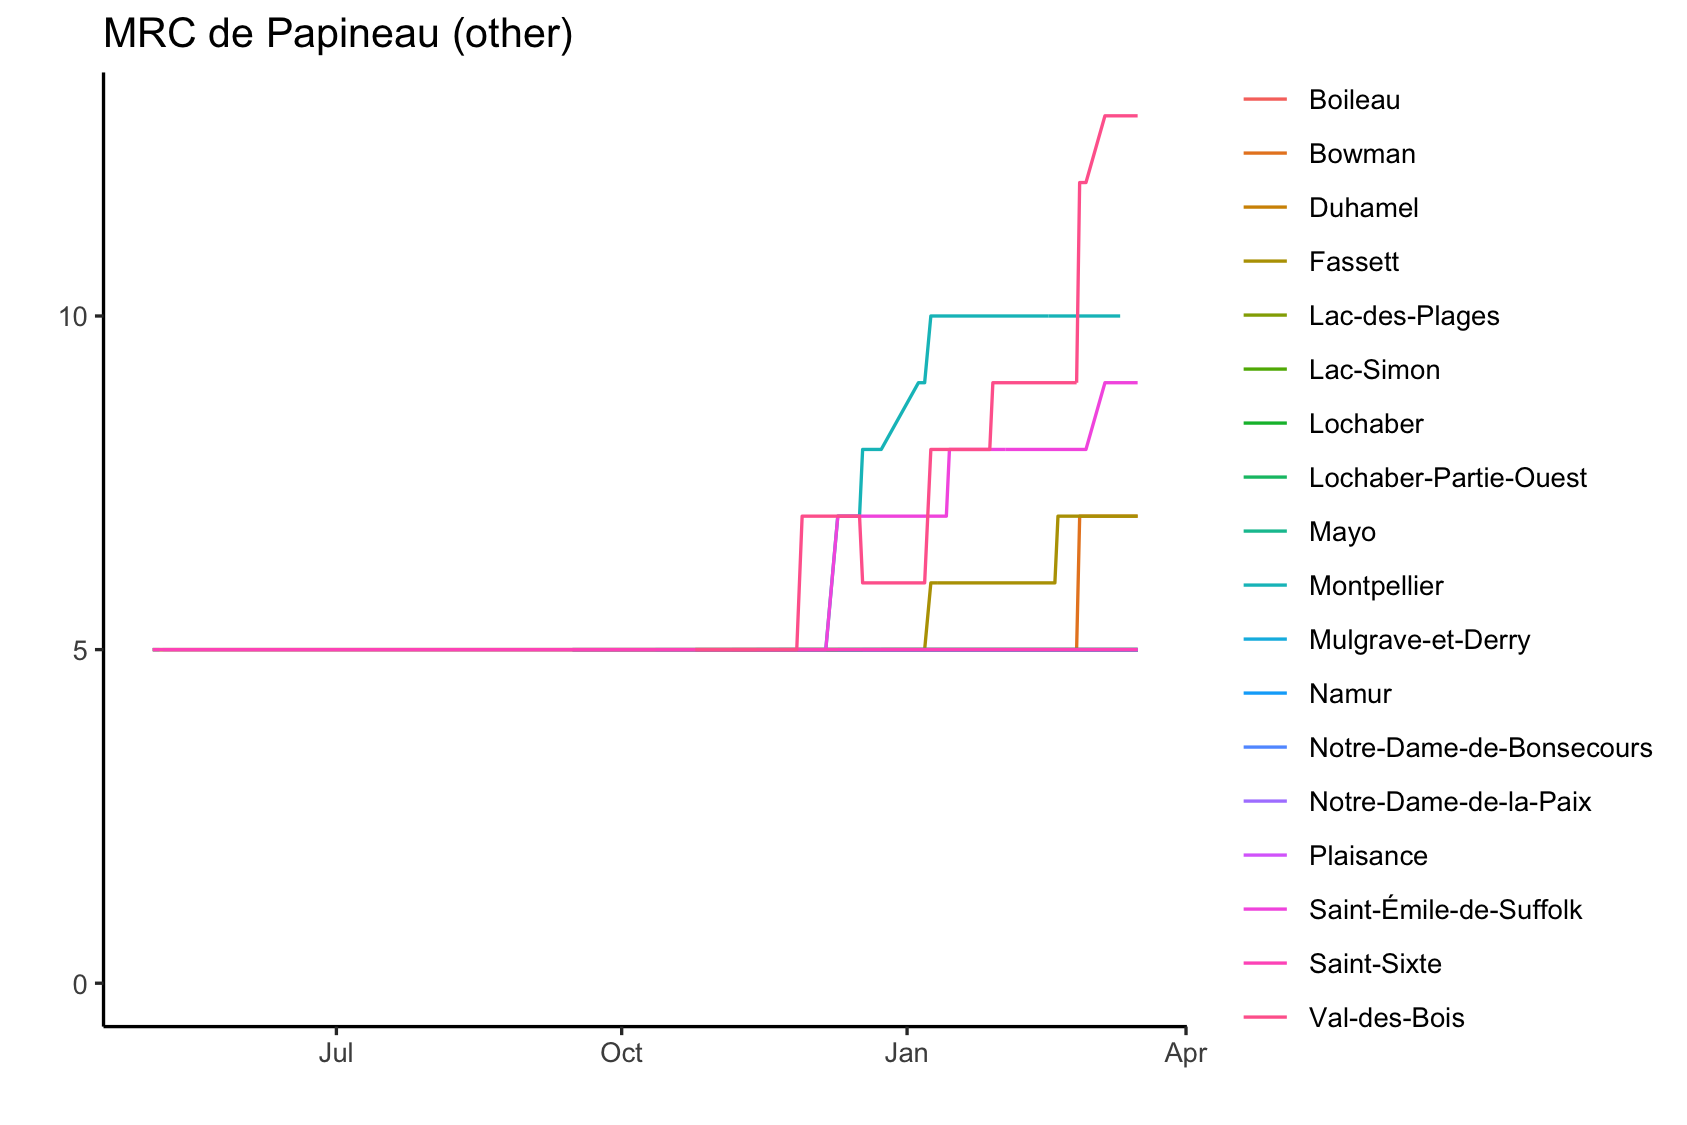 MRC de Papineau (other)
10
5
0
Jul
Oct
Jan
Apr
Boileau
Bowman
Duhamel
Fassett
Lac-des-Plages
Lac-Simon
Lochaber
Lochaber-Partie-Ouest
Mayo
Montpellier
Mulgrave-et-Derry
Namur
Notre-Dame-de-Bonsecours
Notre-Dame-de-la-Paix
Plaisance
Saint-Émile-de-Suffolk
Saint-Sixte
Val-des-Bois